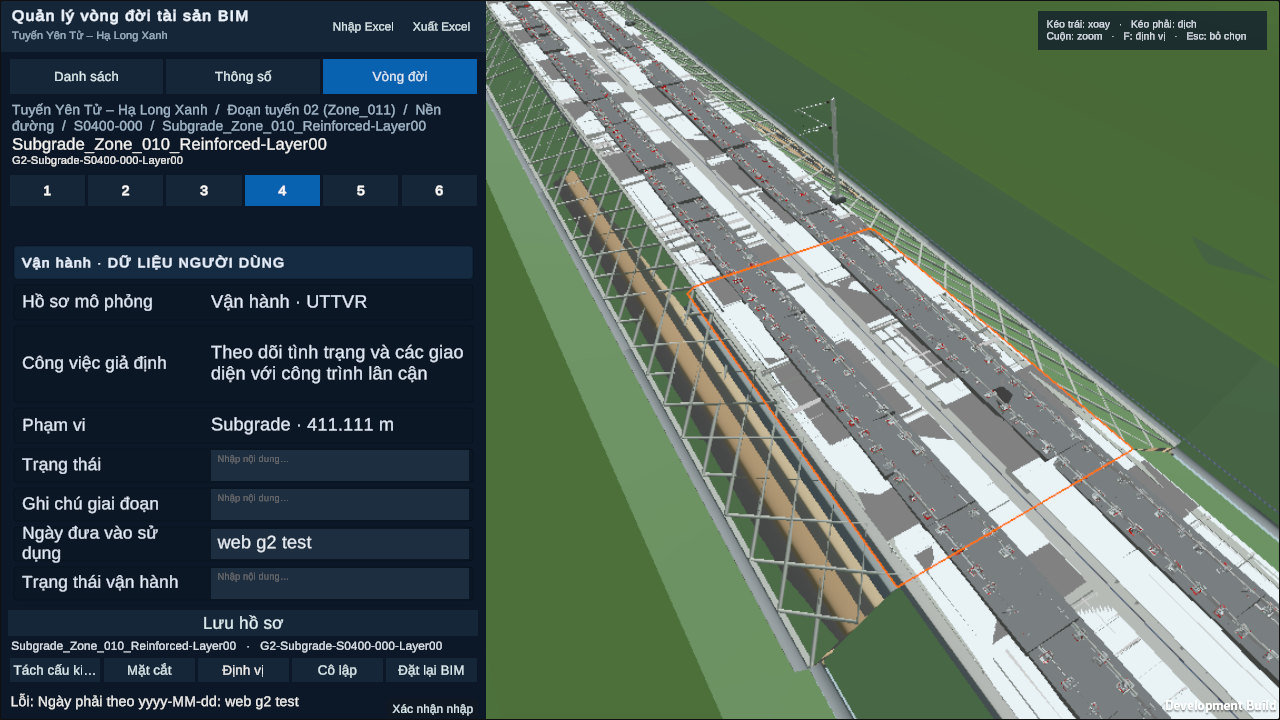 Quản lý vòng đời tài sản BIM
Tuyến Yên Tử – Hạ Long Xanh
Nhập Excel
Xuất Excel
Danh sách
Thông số
Vòng đời
Tuyến Yên Tử – Hạ Long Xanh / Đoạn tuyến 02 (Zone_011) / Nền
đường / S0400-000 / Subgrade_Zone_010_Reinforced-Layer00
Subgrade_Zone_010_Reinforced-Layer00
G2-Subgrade-S0400-000-Layer00
1
2
3
4
5
6
Vận hành · DỮ LIỆU NGƯỜI DÙNG
Hồ sơ mô phỏng
Vận hành · UTTVR
Công việc giả định
Theo dõi tình trạng và các giao
diện với công trình lân cận
Phạm vi
Subgrade · 411.111 m
Trạng thái
Nhập nội dung...
Ghi chú giai đoạn
Nhập nội dung...
Ngày đưa vào sử
dụng
web g2 test
Trạng thái vận hành
Nhập nội dung...
Lưu hồ sơ
Subgrade_Zone_010_Reinforced-Layer00 · G2-Subgrade-S0400-000-Layer00
Tách cấu ki...
Mặt cắt
Định vị
Cô lập
Đặt lại BIM
Lỗi: Ngày phải theo yyyy-MM-dd: web g2 test
Xác nhận nhập
Kéo trái: xoay · Kéo phải: dịch
Cuộn: zoom · F: định vị · Esc: bỏ chọn
Development Build